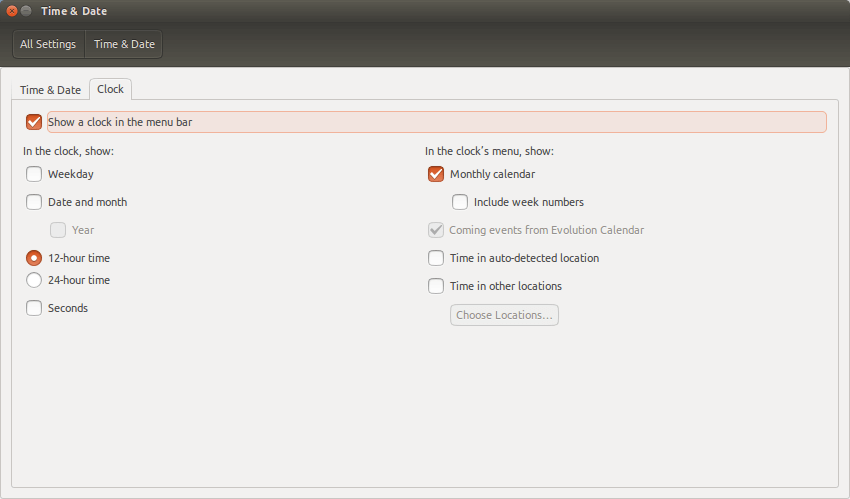 Time & Date
All Settings
Time & Date
Time & Date
Clock
Show a clock in the menu bar
In the clock, show:
Weekday
Date and month
Year
12-hour time
24-hour time
Seconds
In the clock's menu, show:
Monthly calendar
Include week numbers
Coming events from Evolution Calendar
Time in auto-detected location
Time in other locations
Choose Locations...